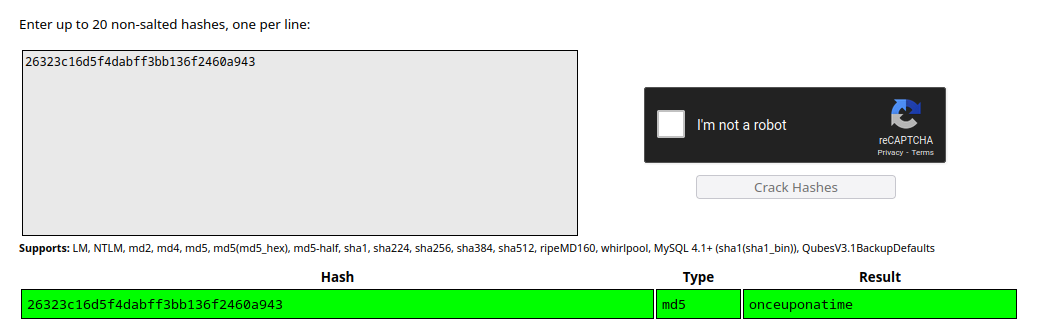 Enter up to 20 non-salted hashes, one per line:
26323c16d5f4dabff3bb136f2460a943
I'm not a robot
reCAPTCHA
Privacy - Terms
Crack Hashes
Supports: LM, NTLM, md2, md4, md5, md5(md5_hex), md5-half, sha1, sha224, sha256, sha384, sha512, ripeMD160, whirlpool, MySQL 4.1+ (sha1(sha1_bin)), QubesV3.1BackupDefaults
Hash Type Result
26323c16d5f4dabff3bb136f2460a943 md5 onceuponatime